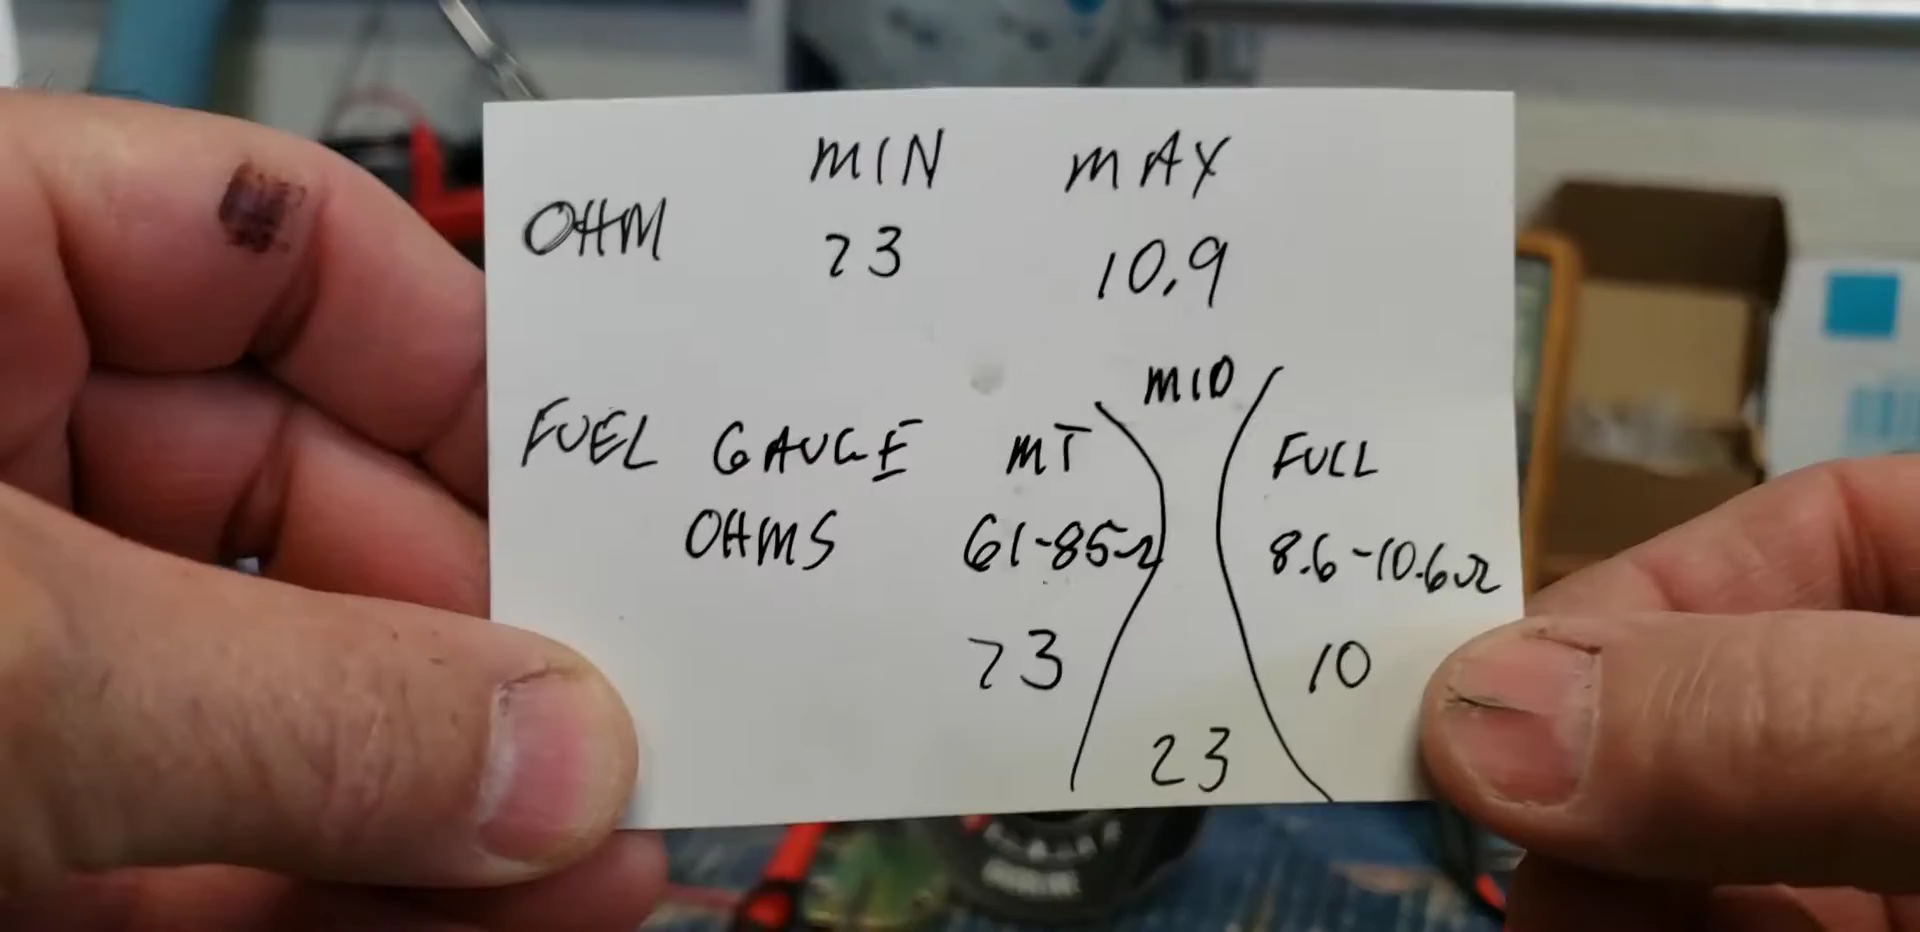 MIN MAX
OHM 73 10.9
MID
FUEL GAUGE MT FULL
OHMS 61-85Ω 8.6-10.6Ω
73 10
23